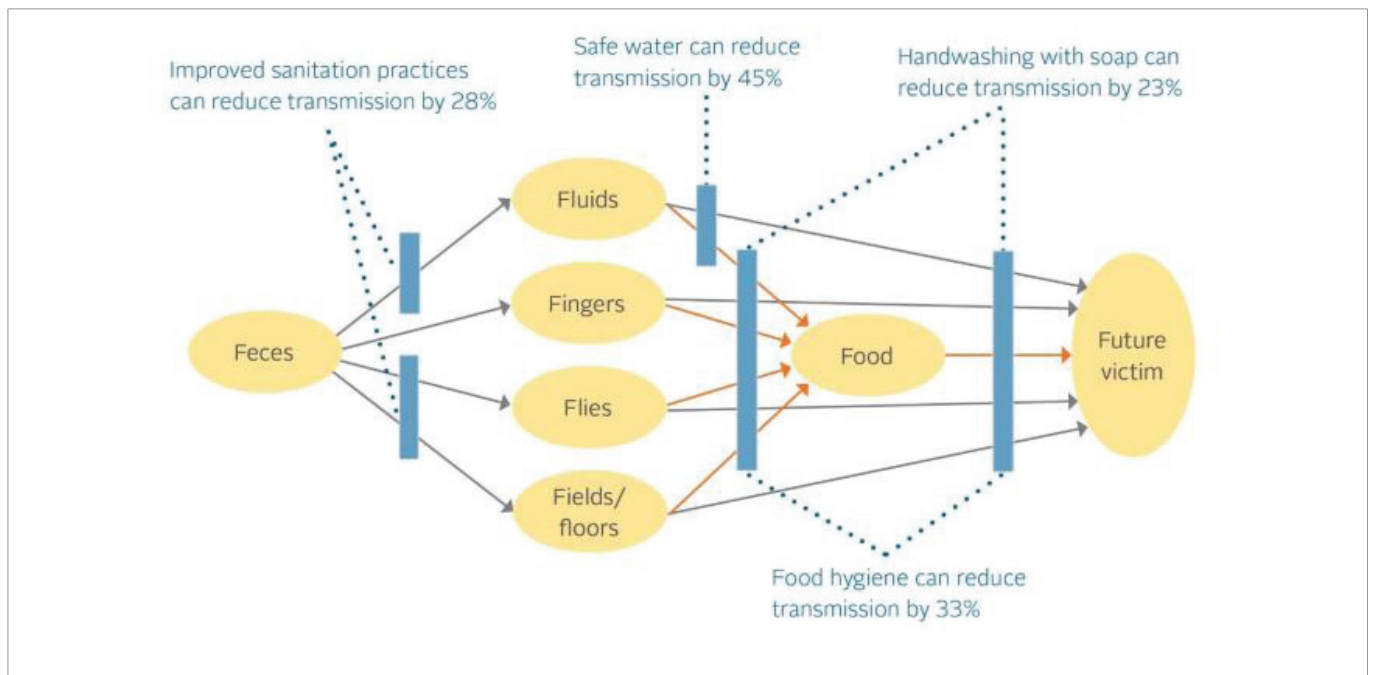 Improved sanitation practices
can reduce transmission by 28%
Safe water can reduce
transmission by 45%
Handwashing with soap can
reduce transmission by 23%
Feces
Fluids
Fingers
Flies
Fields/
floors
Food
Future
victim
Food hygiene can reduce
transmission by 33%